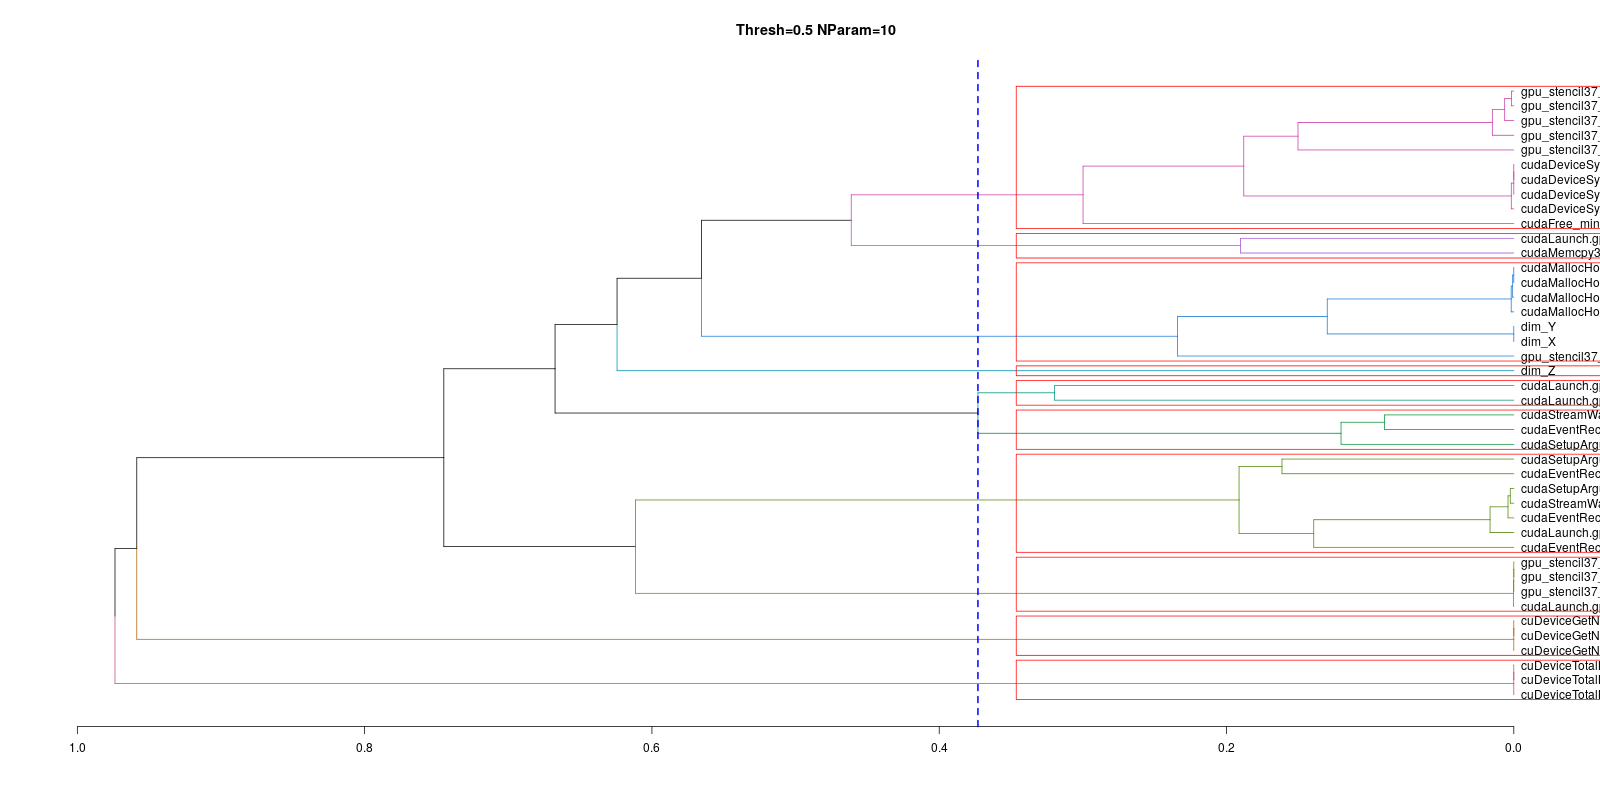 Thresh=0.5 NParam=10
gpu_stencil37_
gpu_stencil37_
gpu_stencil37_
gpu_stencil37_
gpu_stencil37_
cudaDeviceSy
cudaDeviceSy
cudaDeviceSy
cudaDeviceSy
cudaFree_min
cudaLaunch.g
cudaMemcpy3
cudaMallocHo
cudaMallocHo
cudaMallocHo
cudaMallocHo
dim_Y
dim_X
gpu_stencil37_
dim_Z
cudaLaunch.g
cudaLaunch.g
cudaStreamWa
cudaEventRec
cudaSetupArg
cudaSetupArg
cudaEventRec
cudaSetupArg
cudaStreamWa
cudaEventRec
cudaLaunch.g
cudaEventRec
gpu_stencil37_
gpu_stencil37_
gpu_stencil37_
cudaLaunch.g
cuDeviceGetN
cuDeviceGetN
cuDeviceGetN
cuDeviceTotal
cuDeviceTotal
cuDeviceTotal
1.0 0.8 0.6 0.4 0.2 0.0